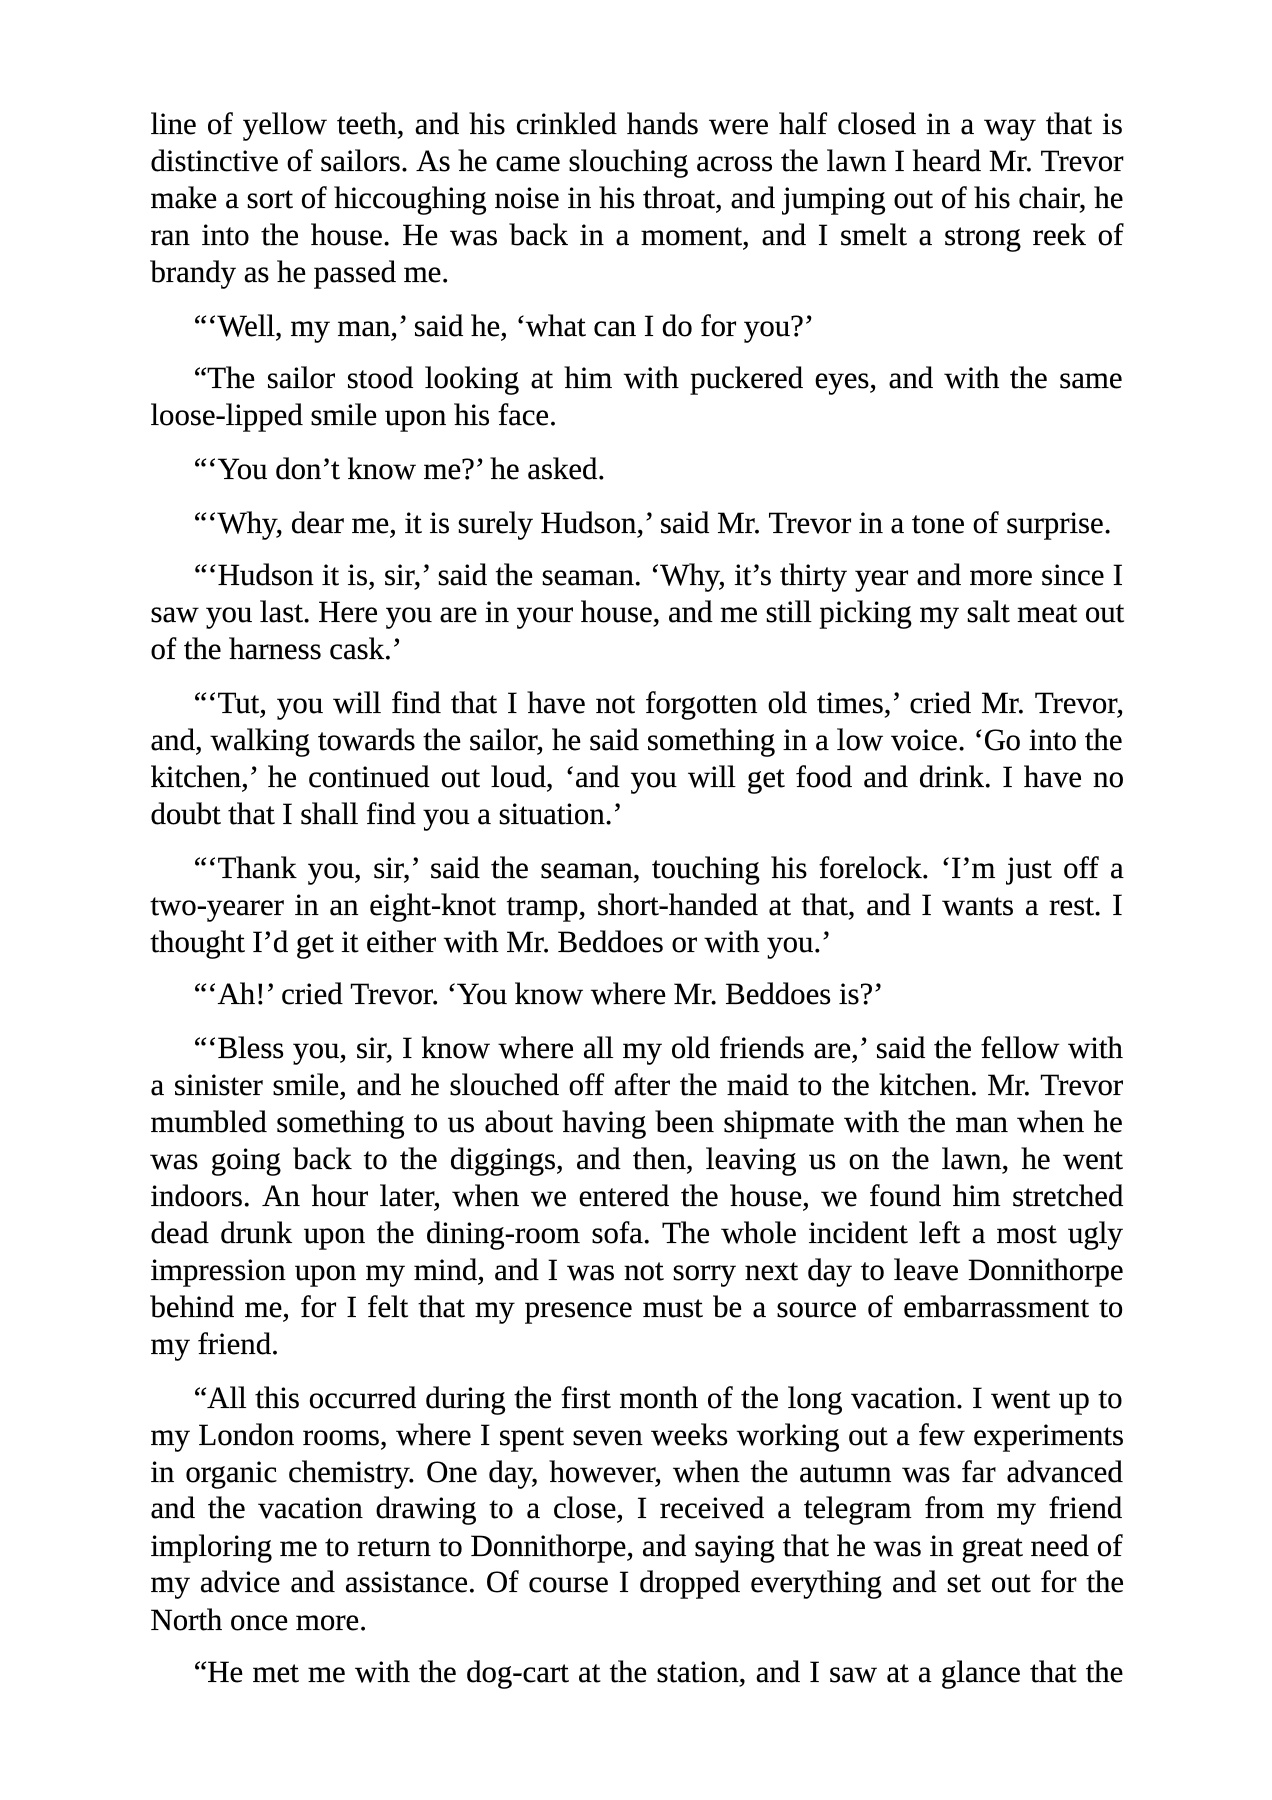 line of yellow teeth, and his crinkled hands were half closed in a way that is
distinctive of sailors. As he came slouching across the lawn I heard Mr. Trevor
make a sort of hiccoughing noise in his throat, and jumping out of his chair, he
ran into the house. He was back in a moment, and I smelt a strong reek of
brandy as he passed me.
“‘Well, my man,’ said he, ‘what can I do for you?’
“The sailor stood looking at him with puckered eyes, and with the same
loose-lipped smile upon his face.
“‘You don’t know me?’ he asked.
“‘Why, dear me, it is surely Hudson,’ said Mr. Trevor in a tone of surprise.
“‘Hudson it is, sir,’ said the seaman. ‘Why, it’s thirty year and more since I
saw you last. Here you are in your house, and me still picking my salt meat out
of the harness cask.’
“‘Tut, you will find that I have not forgotten old times,’ cried Mr. Trevor,
and, walking towards the sailor, he said something in a low voice. ‘Go into the
kitchen,’ he continued out loud, ‘and you will get food and drink. I have no
doubt that I shall find you a situation.’
“‘Thank you, sir,’ said the seaman, touching his forelock. ‘I’m just off a
two-yearer in an eight-knot tramp, short-handed at that, and I wants a rest. I
thought I’d get it either with Mr. Beddoes or with you.’
“‘Ah!’ cried Trevor. ‘You know where Mr. Beddoes is?’
“‘Bless you, sir, I know where all my old friends are,’ said the fellow with
a sinister smile, and he slouched off after the maid to the kitchen. Mr. Trevor
mumbled something to us about having been shipmate with the man when he
was going back to the diggings, and then, leaving us on the lawn, he went
indoors. An hour later, when we entered the house, we found him stretched
dead drunk upon the dining-room sofa. The whole incident left a most ugly
impression upon my mind, and I was not sorry next day to leave Donnithorpe
behind me, for I felt that my presence must be a source of embarrassment to
my friend.
“All this occurred during the first month of the long vacation. I went up to
my London rooms, where I spent seven weeks working out a few experiments
in organic chemistry. One day, however, when the autumn was far advanced
and the vacation drawing to a close, I received a telegram from my friend
imploring me to return to Donnithorpe, and saying that he was in great need of
my advice and assistance. Of course I dropped everything and set out for the
North once more.
“He met me with the dog-cart at the station, and I saw at a glance that the